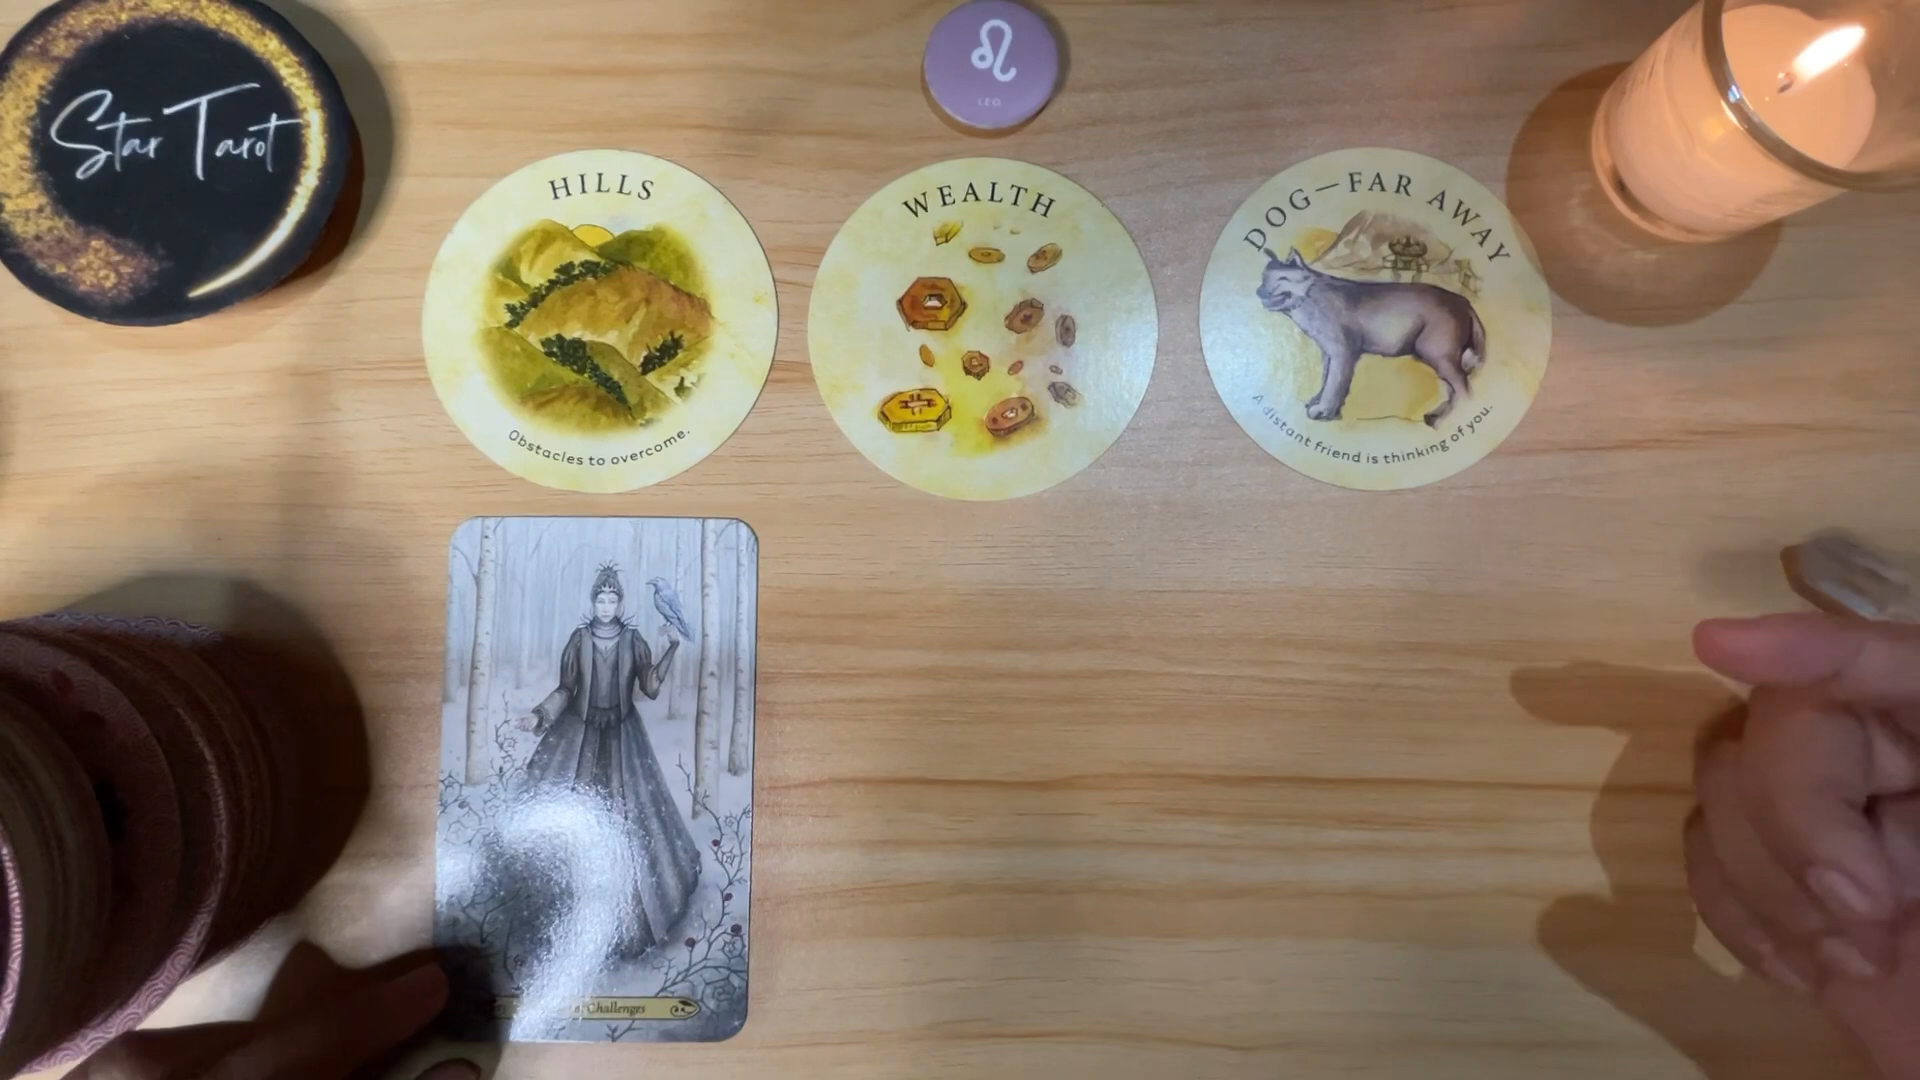 Star Tarot
LEO
HILLS
Obstacles to overcome.
WEALTH
DOG—FAR AWAY
A distant friend is thinking of you.
Challenges